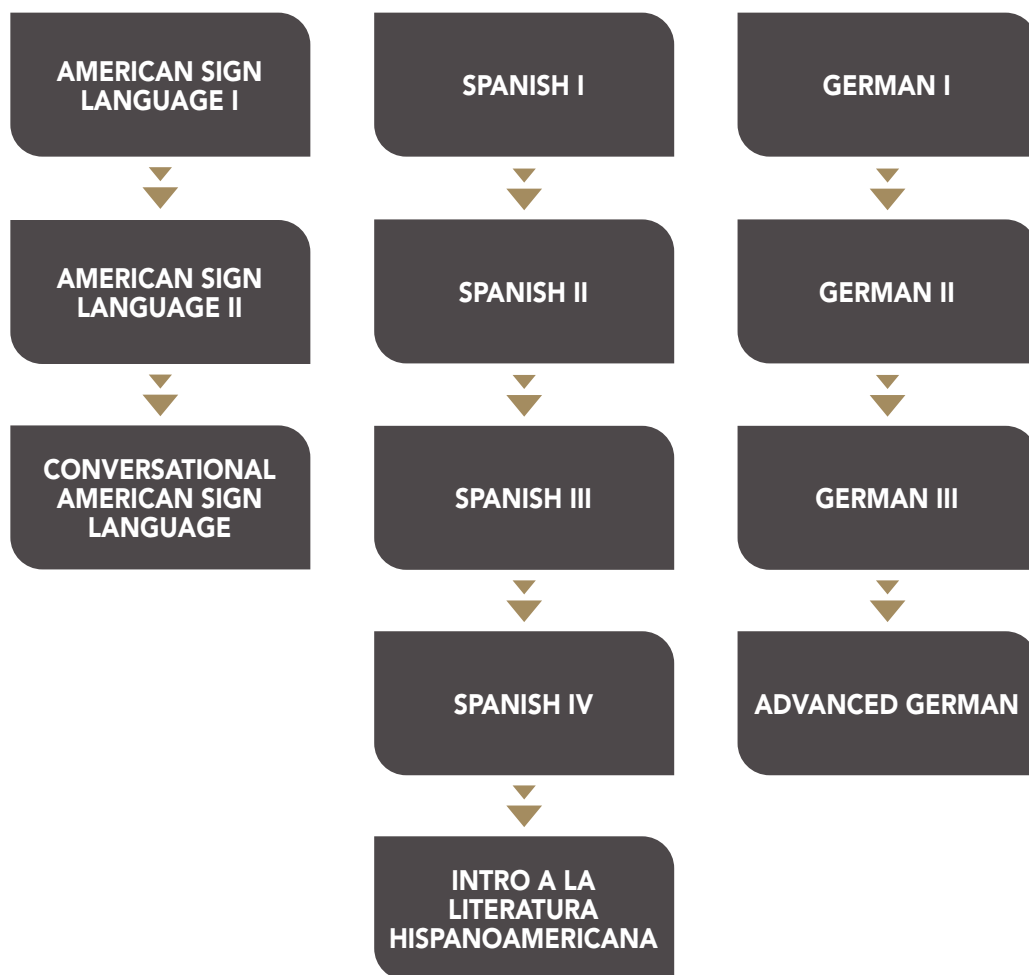 AMERICAN SIGN
LANGUAGE I
SPANISH I
GERMAN I
AMERICAN SIGN
LANGUAGE II
SPANISH II
GERMAN II
CONVERSATIONAL
AMERICAN SIGN
LANGUAGE
SPANISH III
GERMAN III
SPANISH IV
ADVANCED GERMAN
INTRO A LA
LITERATURA
HISPANOAMERICANA